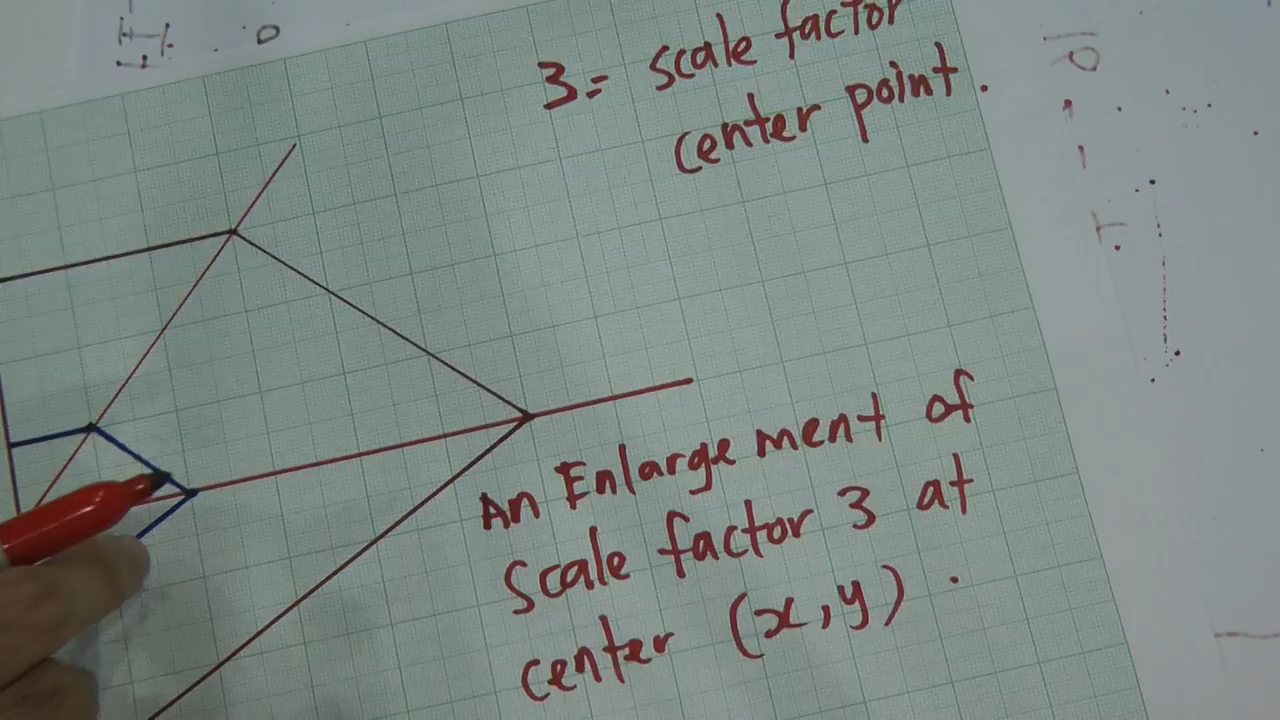 3= scale factor
center point.
An Enlargement of
Scale factor 3 at
center (x,y).